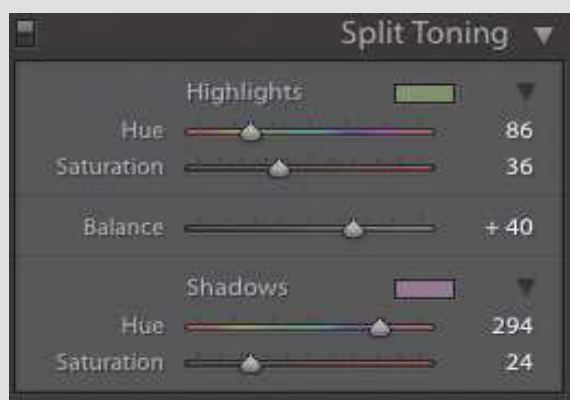 Split Toning
Highlights
Hue 86
Saturation 36
Balance + 40
Shadows
Hue 294
Saturation 24